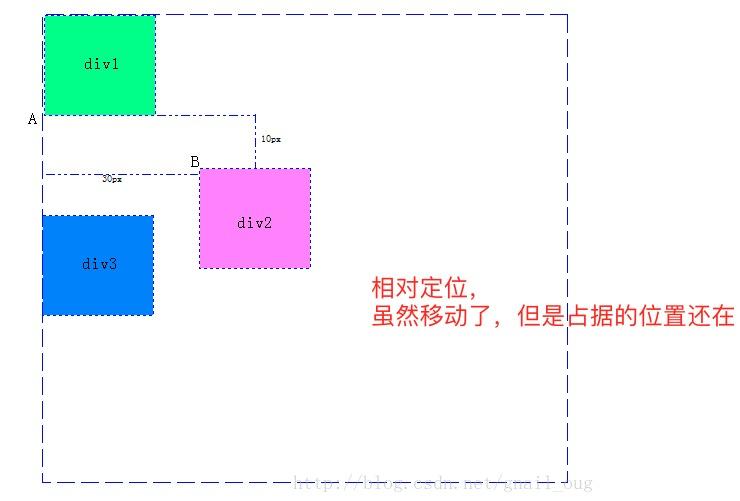 div1
A
10px
B
30px
div2
div3
相对定位，
虽然移动了，但是占据的位置还在
http://blog.csdn.net/gnail_oug